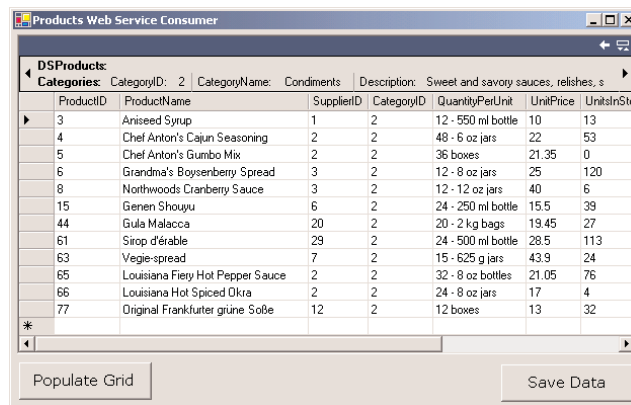 Products Web Service Consumer
DSProducts:
Categories: CategoryID: 2 CategoryName: Condiments Description: Sweet and savory sauces, relishes, s
ProductID ProductName SupplierID CategoryID QuantityPerUnit UnitPrice UnitsInSto
3 Aniseed Syrup 1 2 12 - 550 ml bottle 10 13
4 Chef Anton's Cajun Seasoning 2 2 48 - 6 oz jars 22 53
5 Chef Anton's Gumbo Mix 2 2 36 boxes 21.35 0
6 Grandma's Boysenberry Spread 3 2 12 - 8 oz jars 25 120
8 Northwoods Cranberry Sauce 3 2 12 - 12 oz jars 40 6
15 Genen Shouyu 6 2 24 - 250 ml bottle 15.5 39
44 Gula Malacca 20 2 20 - 2 kg bags 19.45 27
61 Sirop d'érable 29 2 24 - 500 ml bottle 28.5 113
63 Vegie-spread 7 2 15 - 625 g jars 43.9 24
65 Louisiana Fiery Hot Pepper Sauce 2 2 32 - 8 oz bottles 21.05 76
66 Louisiana Hot Spiced Okra 2 2 24 - 8 oz jars 17 4
77 Original Frankfurter grüne Soße 12 2 12 boxes 13 32
Populate Grid Save Data